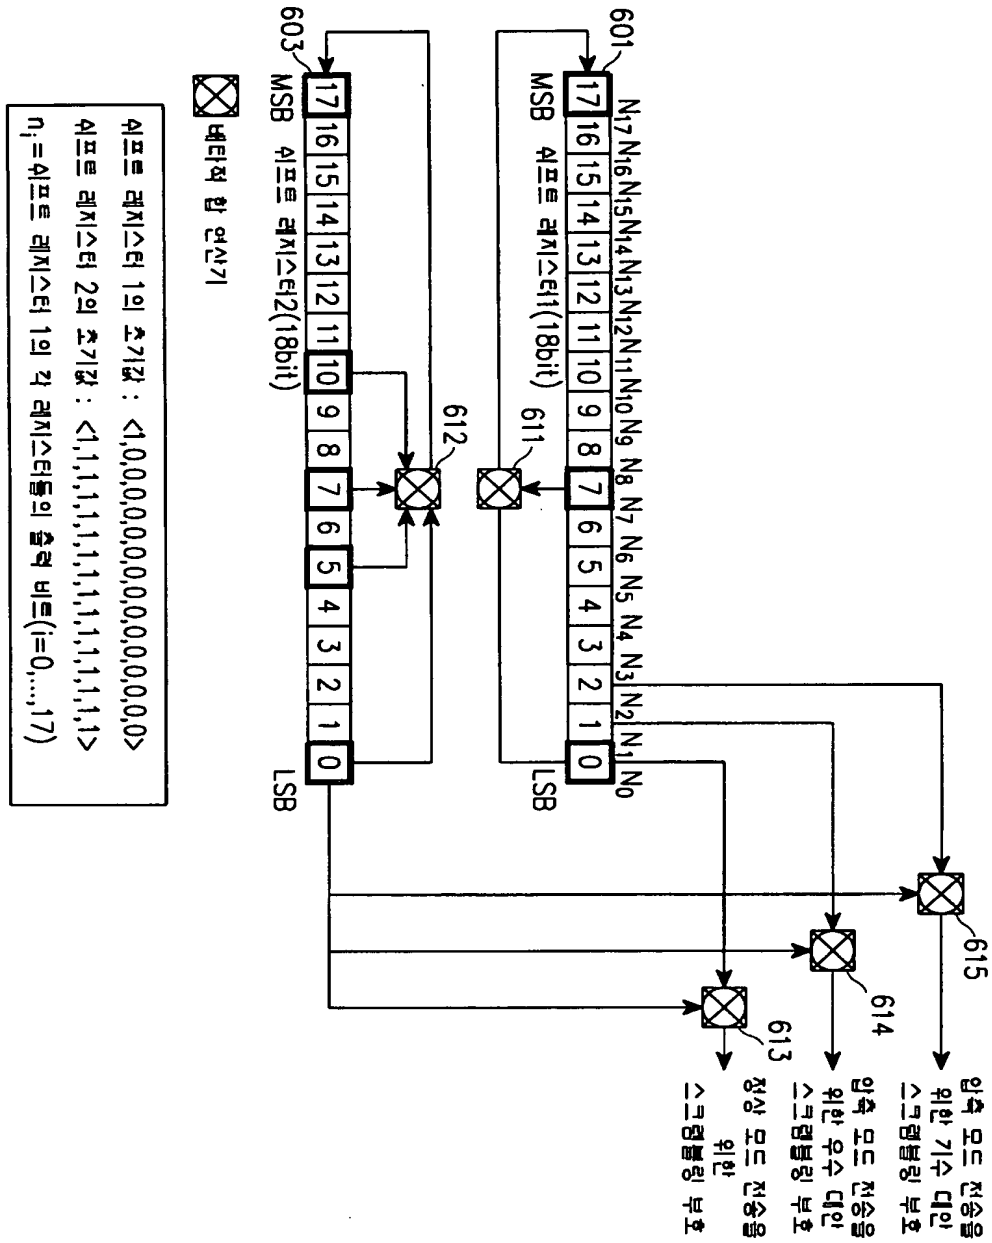 압축 모드 전송을
위한 기수 대안
스크램블링 부호
615
압축 모드 전송을
위한 우수 대안
스크램블링 부호
614
정상 모드 전송을
위한
스크램블링 부호
613
601
N17 N16 N15 N14 N13 N12 N11 N10 N9 N8 N7 N6 N5 N4 N3 N2 N1 N0
17 16 15 14 13 12 11 10 9 8 7 6 5 4 3 2 1 0
MSB 쉬프트 레지스터1(18bit) LSB
611
612
603
17 16 15 14 13 12 11 10 9 8 7 6 5 4 3 2 1 0
MSB 쉬프트 레지스터2(18bit) LSB
배타적 합 연산기
쉬프트 레지스터 1의 초기값 : <1,0,0,0,0,0,0,0,0,0,0,0,0,0,0,0,0,0>
쉬프트 레지스터 2의 초기값 : <1,1,1,1,1,1,1,1,1,1,1,1,1,1,1,1,1,1>
ni=쉬프트 레지스터 1의 각 레지스터들의 출력 비트(i=0,...,17)